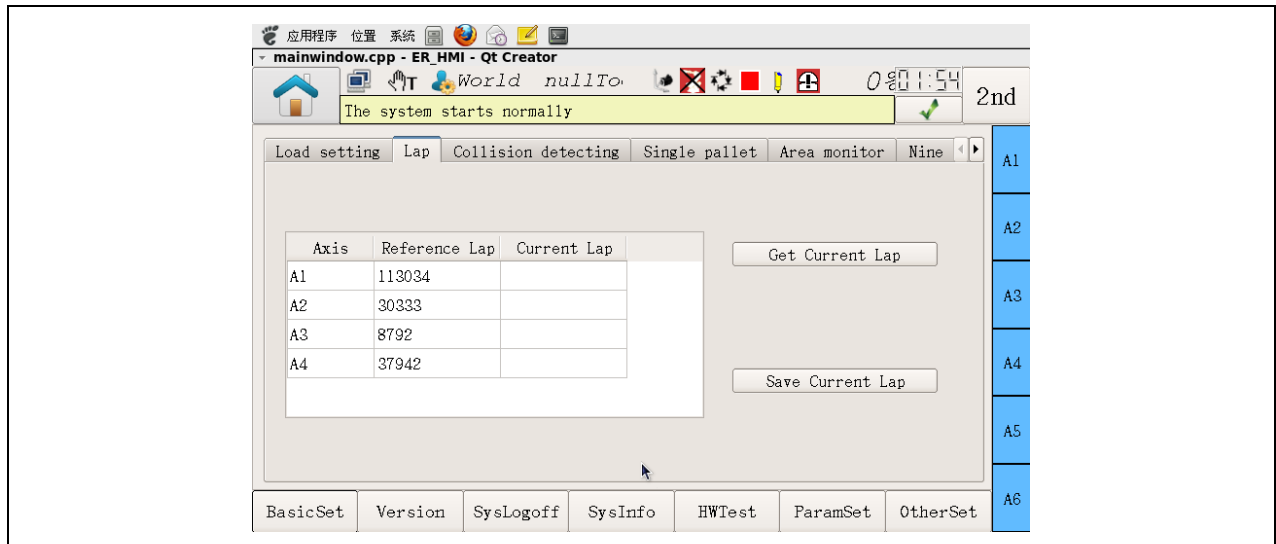 应用程序 位置 系统
mainwindow.cpp - ER_HMI - Qt Creator
T World nullTo 01:54 2nd
The system starts normally
Load setting Lap Collision detecting Single pallet Area monitor Nine
A1
A2
A3
A4
A5
A6
Axis Reference Lap Current Lap
A1 113034
A2 30333
A3 8792
A4 37942
Get Current Lap
Save Current Lap
BasicSet Version SysLogoff SysInfo HWTest ParamSet OtherSet